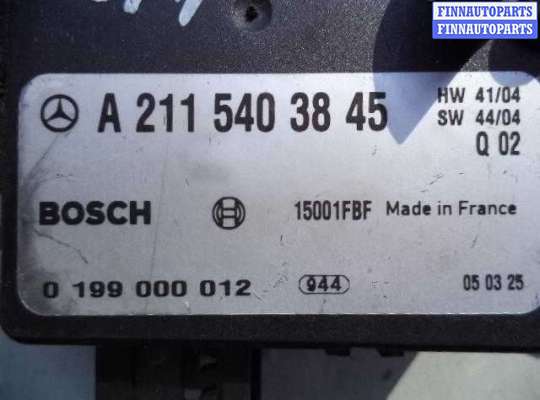 FINNAUTOPARTS
FINNAUTOPARTS
A 211 540 38 45
HW 41/04
SW 44/04
Q 02
BOSCH
15001FBF Made in France
0 199 000 012
944
05 03 25